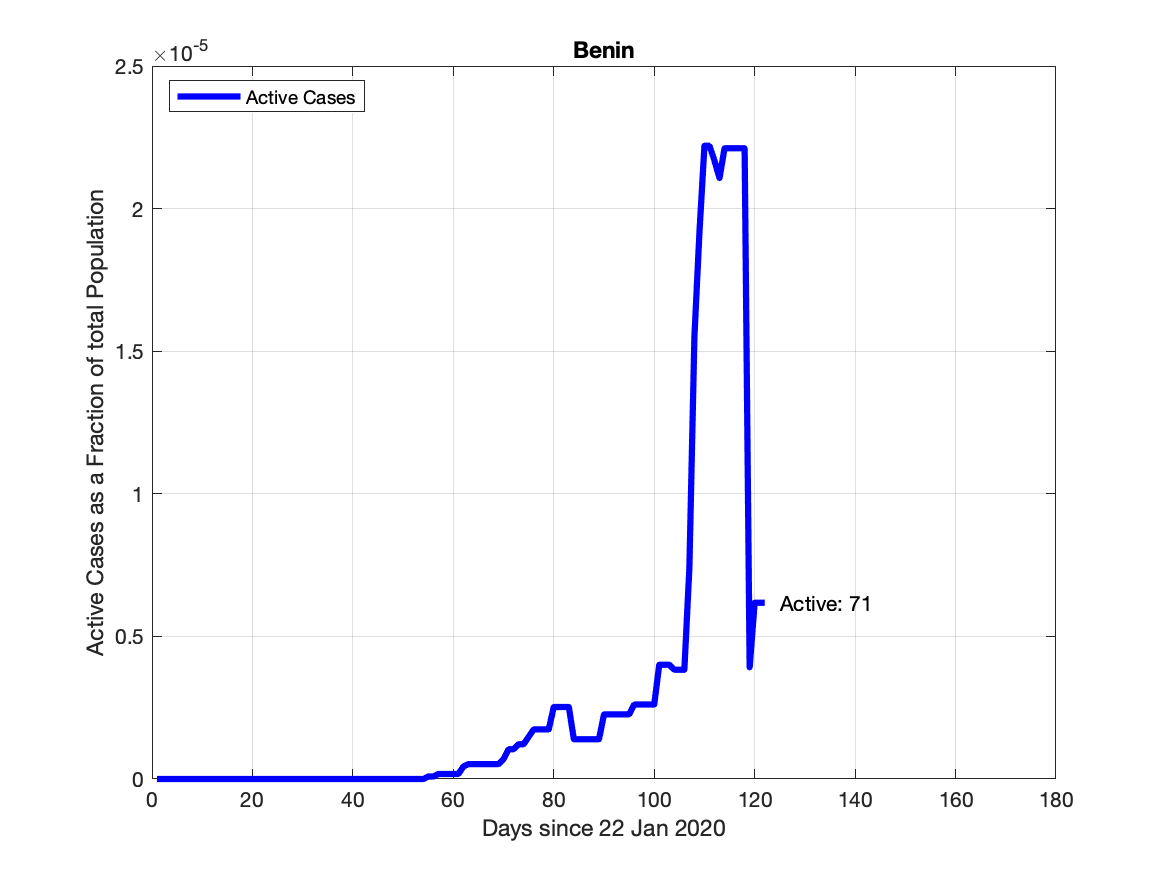 Benin
×10-5
2.5
2
1.5
1
0.5
0
Active Cases as a Fraction of total Population
Active Cases
Active: 71
0 20 40 60 80 100 120 140 160 180
Days since 22 Jan 2020